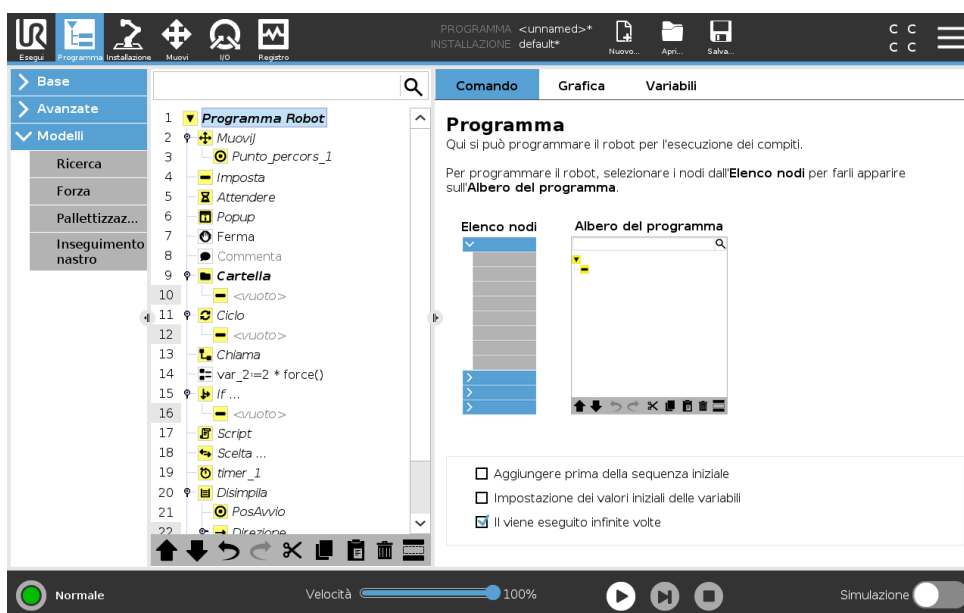 UR
PROGRAMMA <unnamed>*
INSTALLAZIONE default*
Esegui Programma Installazione Muovi I/O Registro
Nuovo... Apri... Salva...
C C
C C
Base
Avanzate
Modelli
Ricerca
Forza
Pallettizzaz...
Inseguimento
nastro
1 Programma Robot
2 MuoviJ
3 Punto_percors_1
4 Imposta
5 Attendere
6 Popup
7 Ferma
8 Commenta
9 Cartella
10 <vuoto>
11 Ciclo
12 <vuoto>
13 Chiama
14 var_2:=2 * force()
15 If ...
16 <vuoto>
17 Script
18 Scelta ...
19 timer_1
20 Disimpila
21 PosAvvio
22 Direzione
Comando Grafica Variabili
Programma
Qui si può programmare il robot per l'esecuzione dei compiti.
Per programmare il robot, selezionare i nodi dall'Elenco nodi per farli apparire
sull'Albero del programma.
Elenco nodi Albero del programma
Aggiungere prima della sequenza iniziale
Impostazione dei valori iniziali delle variabili
Il viene eseguito infinite volte
Normale
Velocità 100%
Simulazione